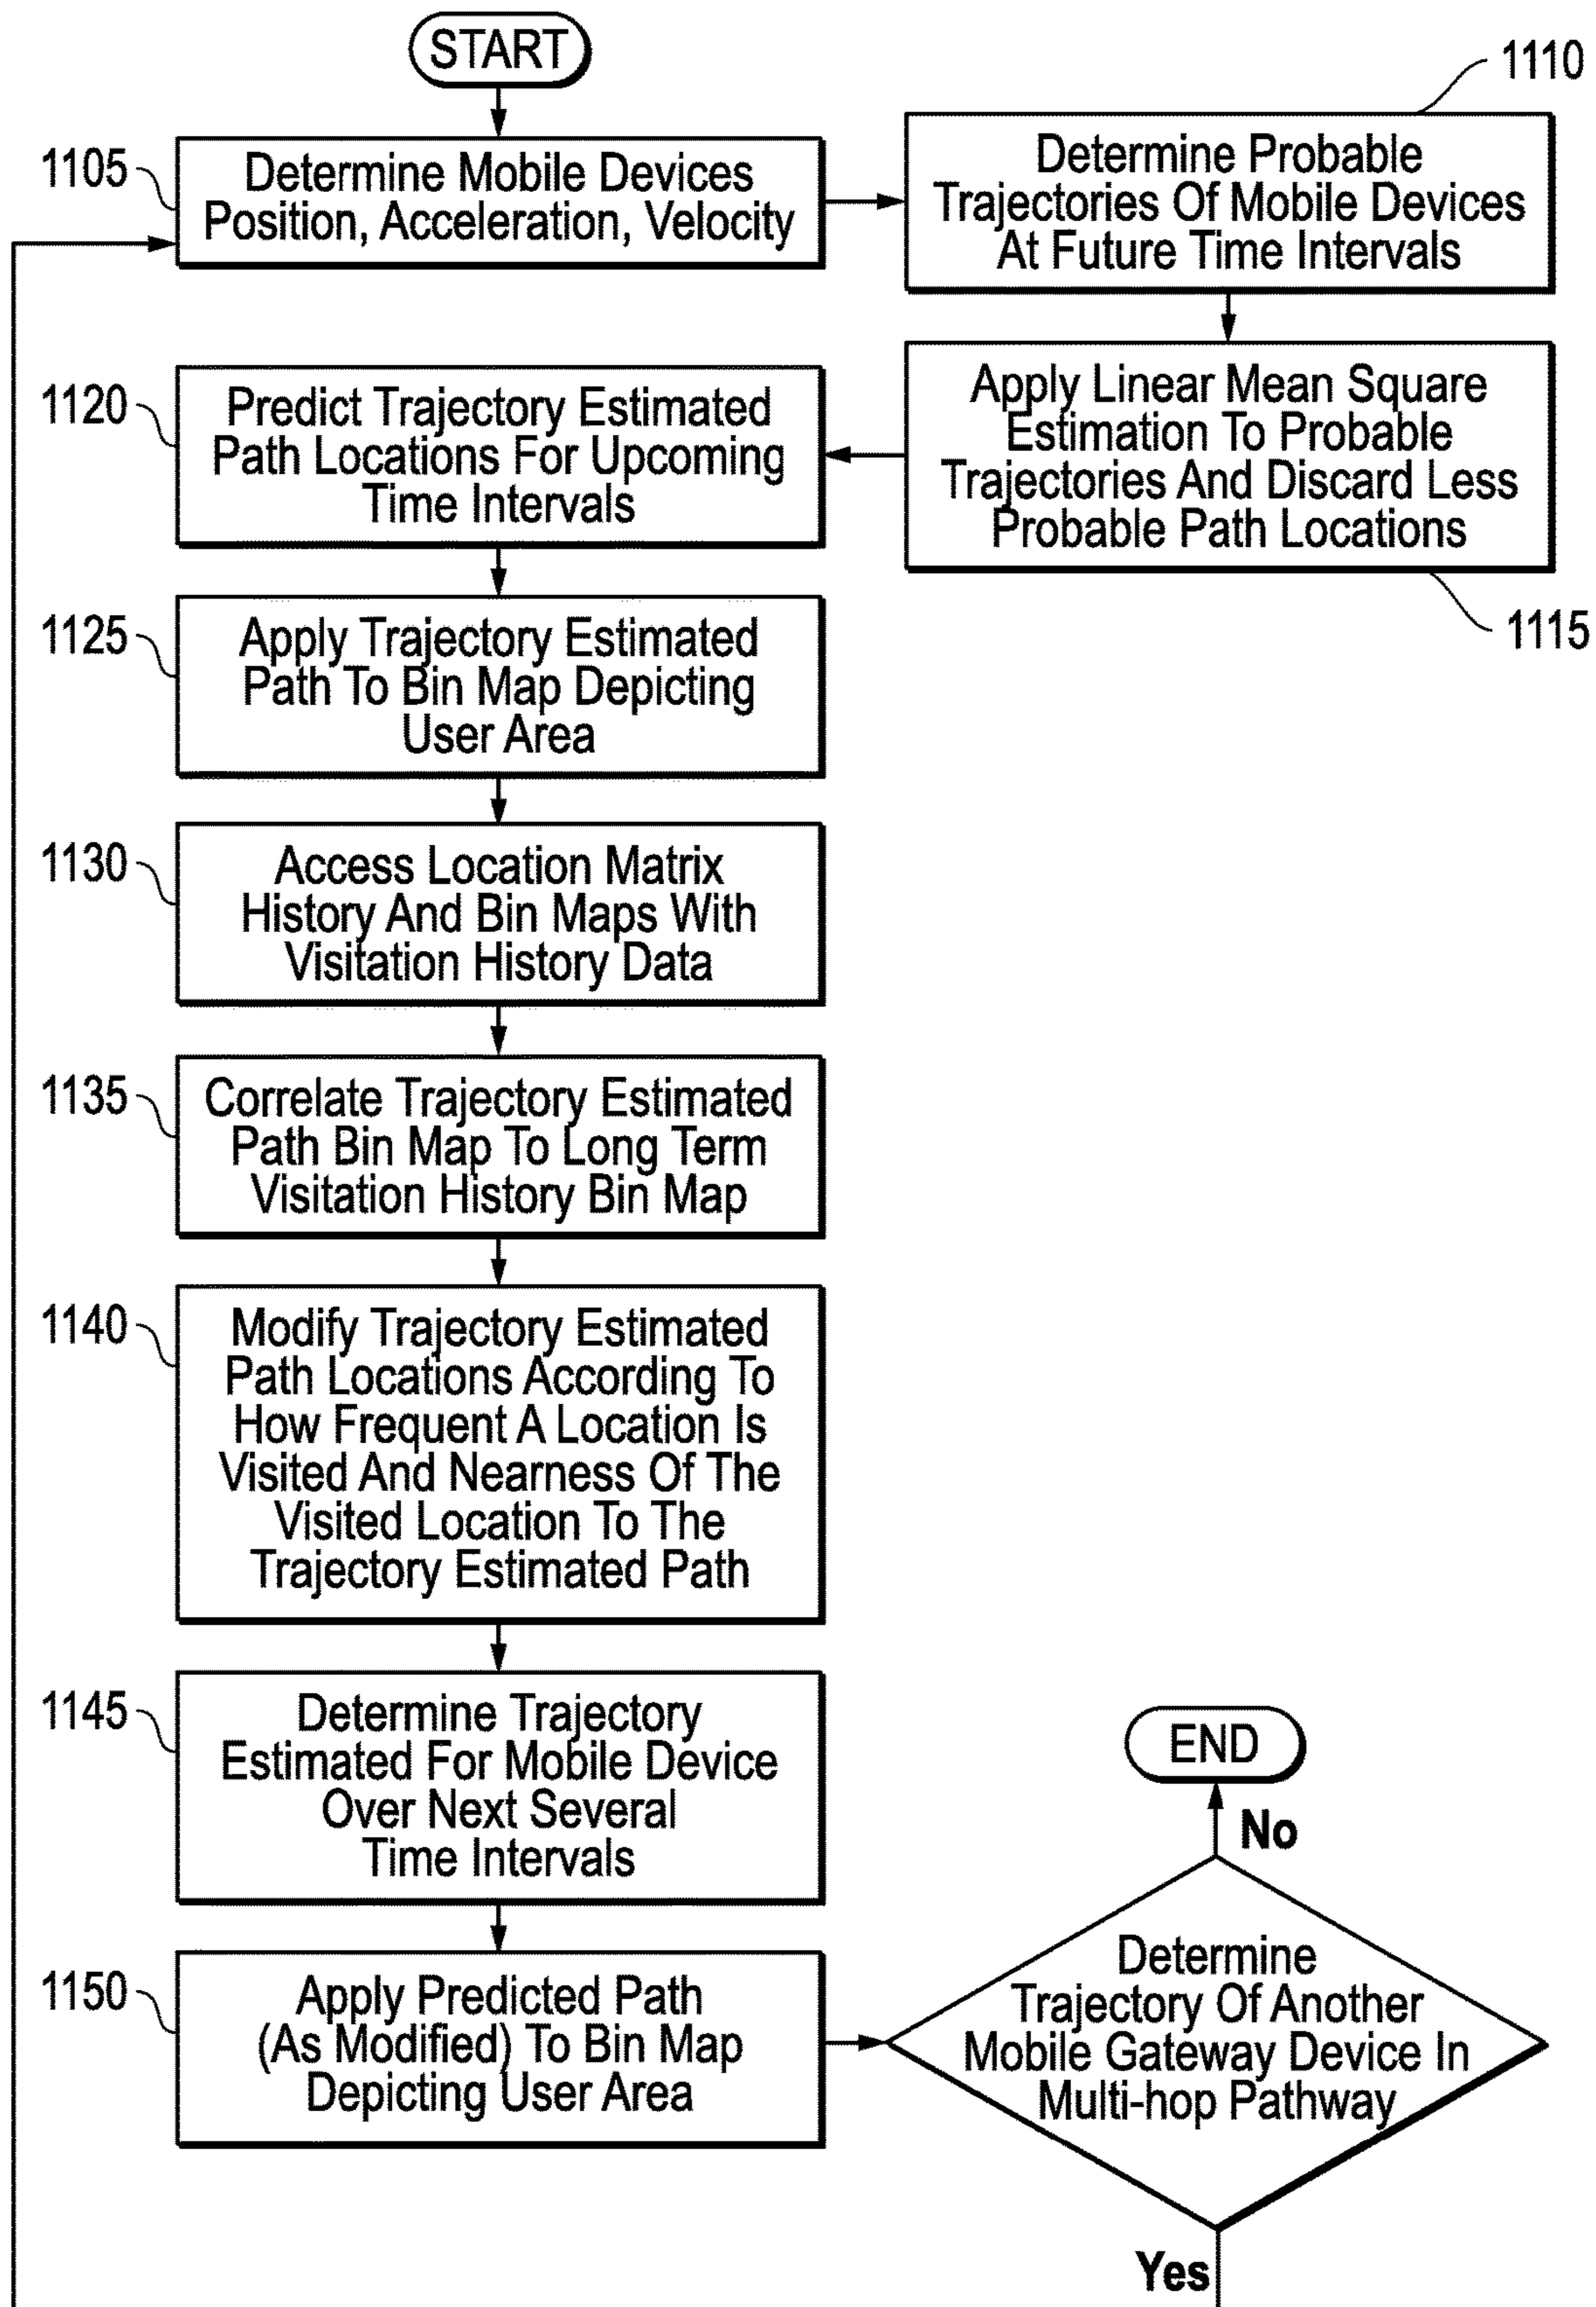 START
1105
Determine Mobile Devices
Position, Acceleration, Velocity
1110
Determine Probable
Trajectories Of Mobile Devices
At Future Time Intervals
Apply Linear Mean Square
Estimation To Probable
Trajectories And Discard Less
Probable Path Locations
1115
1120
Predict Trajectory Estimated
Path Locations For Upcoming
Time Intervals
1125
Apply Trajectory Estimated
Path To Bin Map Depicting
User Area
1130
Access Location Matrix
History And Bin Maps With
Visitation History Data
1135
Correlate Trajectory Estimated
Path Bin Map To Long Term
Visitation History Bin Map
1140
Modify Trajectory Estimated
Path Locations According To
How Frequent A Location Is
Visited And Nearness Of The
Visited Location To The
Trajectory Estimated Path
1145
Determine Trajectory
Estimated For Mobile Device
Over Next Several
Time Intervals
1150
Apply Predicted Path
(As Modified) To Bin Map
Depicting User Area
Determine
Trajectory Of Another
Mobile Gateway Device In
Multi-hop Pathway
No
END
Yes